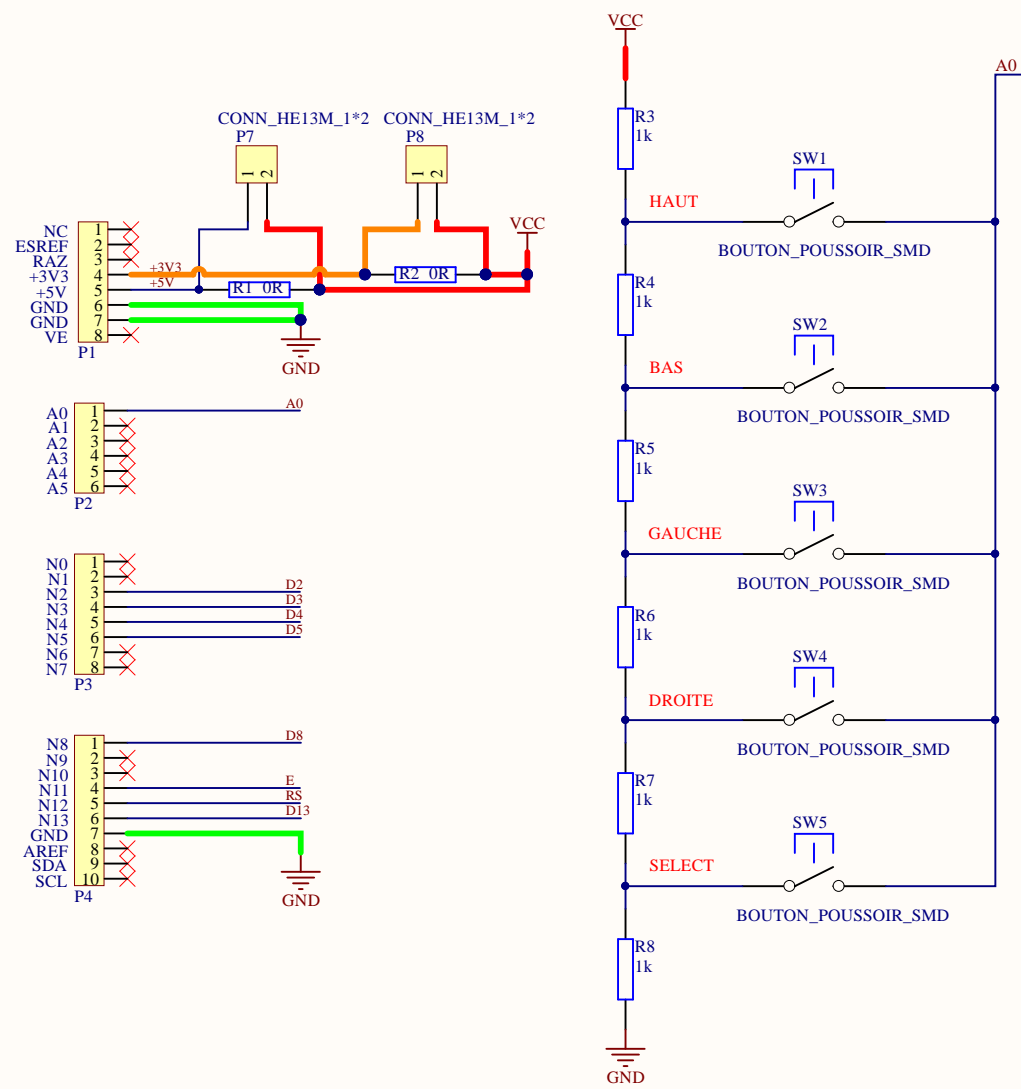 CONN_HE13M_1*2
P7
1
2
CONN_HE13M_1*2
P8
1
2
VCC
NC 1
ESREF 2
RAZ 3
+3V3 4 +3V3
+5V 5 +5V
GND 6
GND 7
VE 8
P1
R1 0R
R2 0R
GND
A0 1 A0
A1 2
A2 3
A3 4
A4 5
A5 6
P2
N0 1
N1 2
N2 3 D2
N3 4 D3
N4 5 D4
N5 6 D5
N6 7
N7 8
P3
N8 1 D8
N9 2
N10 3
N11 4 E
N12 5 RS
N13 6 D13
GND 7
AREF 8
SDA 9
SCL 10
P4
GND
VCC
A0
R3
1k
SW1
HAUT
BOUTON_POUSSOIR_SMD
R4
1k
SW2
BAS
BOUTON_POUSSOIR_SMD
R5
1k
SW3
GAUCHE
BOUTON_POUSSOIR_SMD
R6
1k
SW4
DROITE
BOUTON_POUSSOIR_SMD
R7
1k
SW5
SELECT
BOUTON_POUSSOIR_SMD
R8
1k
GND